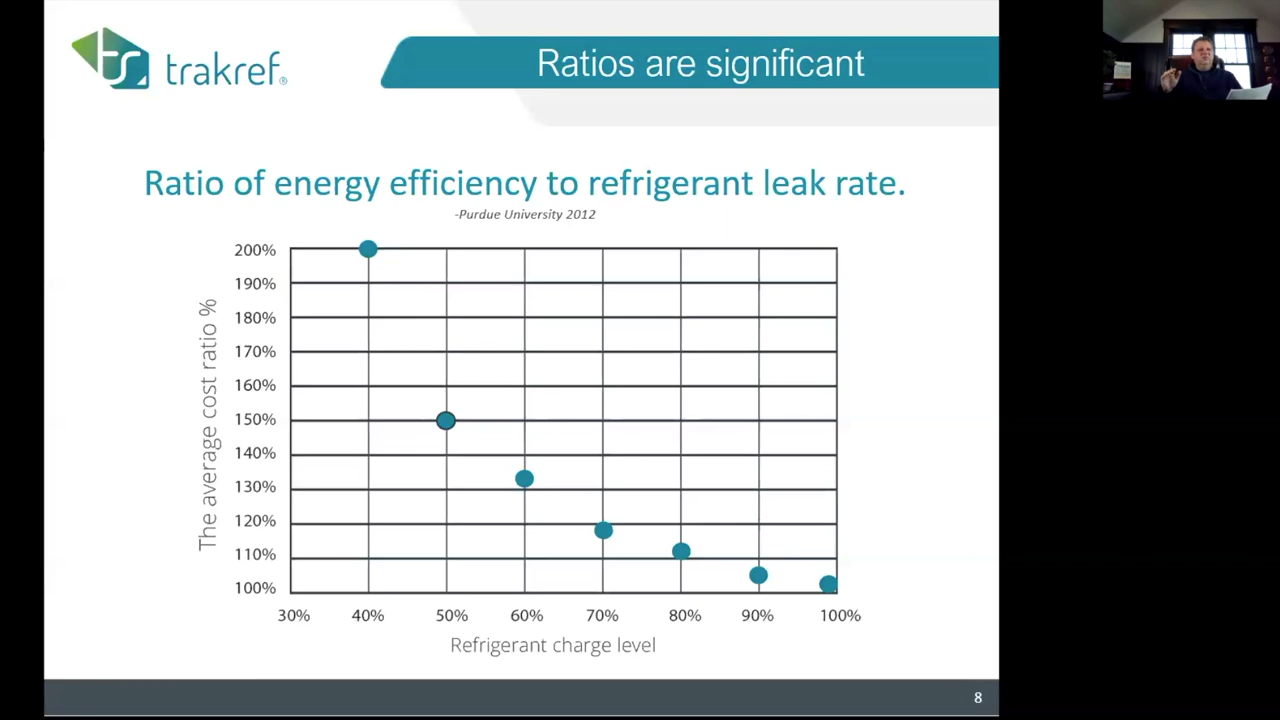 trakref®
Ratios are significant
Ratio of energy efficiency to refrigerant leak rate.
-Purdue University 2012
The average cost ratio %
200%
190%
180%
170%
160%
150%
140%
130%
120%
110%
100%
30% 40% 50% 60% 70% 80% 90% 100%
Refrigerant charge level
8